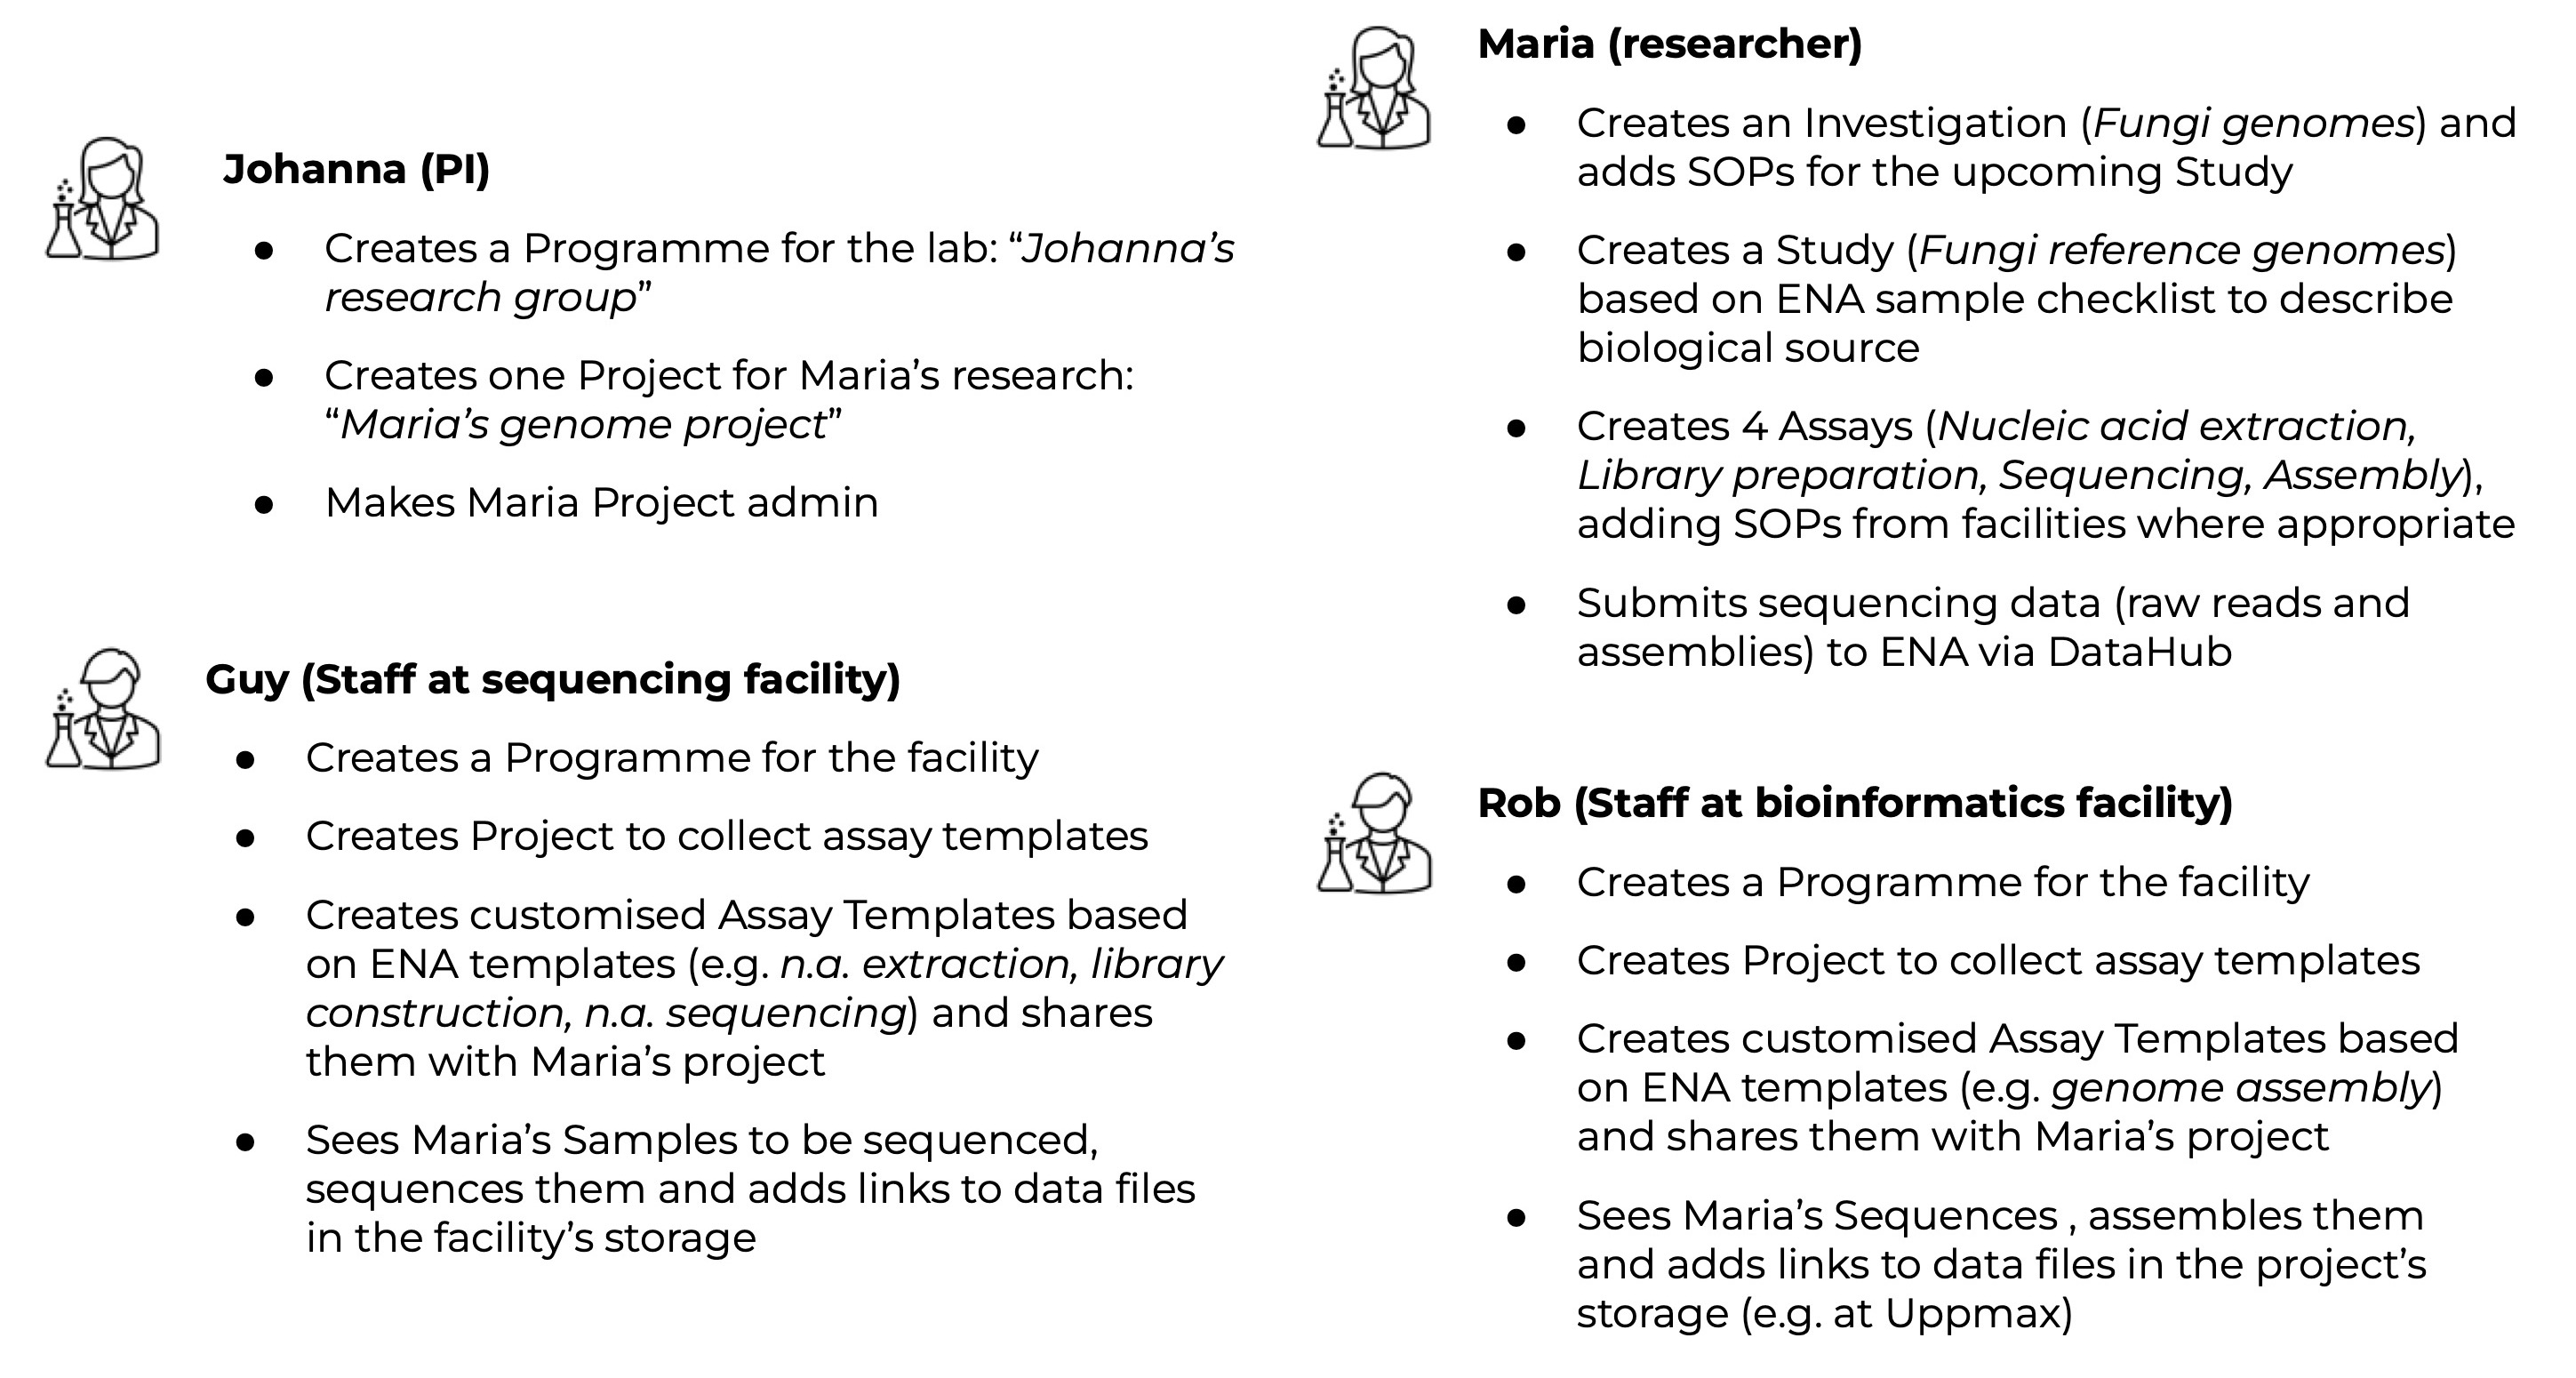 Johanna (PI)
● Creates a Programme for the lab: “Johanna’s
research group”
● Creates one Project for Maria’s research:
“Maria’s genome project”
● Makes Maria Project admin
Guy (Staff at sequencing facility)
● Creates a Programme for the facility
● Creates Project to collect assay templates
● Creates customised Assay Templates based
on ENA templates (e.g. n.a. extraction, library
construction, n.a. sequencing) and shares
them with Maria’s project
● Sees Maria’s Samples to be sequenced,
sequences them and adds links to data files
in the facility’s storage
Maria (researcher)
● Creates an Investigation (Fungi genomes) and
adds SOPs for the upcoming Study
● Creates a Study (Fungi reference genomes)
based on ENA sample checklist to describe
biological source
● Creates 4 Assays (Nucleic acid extraction,
Library preparation, Sequencing, Assembly),
adding SOPs from facilities where appropriate
● Submits sequencing data (raw reads and
assemblies) to ENA via DataHub
Rob (Staff at bioinformatics facility)
● Creates a Programme for the facility
● Creates Project to collect assay templates
● Creates customised Assay Templates based
on ENA templates (e.g. genome assembly)
and shares them with Maria’s project
● Sees Maria’s Sequences , assembles them
and adds links to data files in the project’s
storage (e.g. at Uppmax)